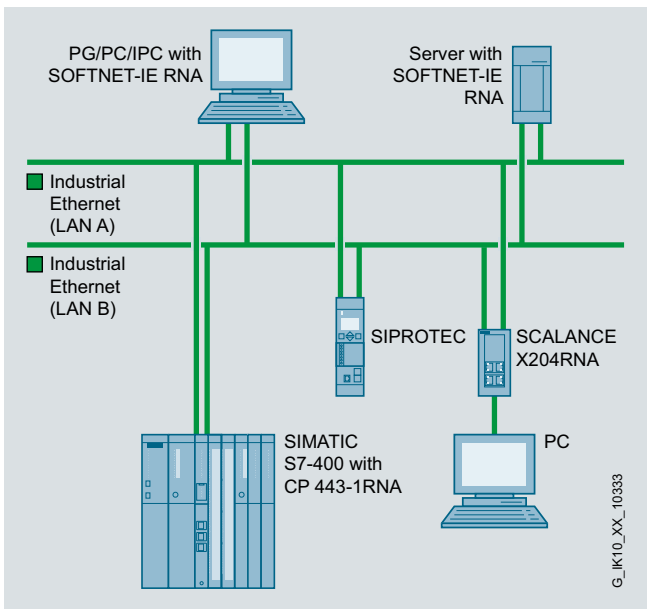 PG/PC/IPC with
SOFTNET-IE RNA
Server with
SOFTNET-IE
RNA
Industrial
Ethernet
(LAN A)
Industrial
Ethernet
(LAN B)
SIPROTEC
SCALANCE
X204RNA
SIMATIC
S7-400 with
CP 443-1RNA
PC
G_IK10_XX_10333